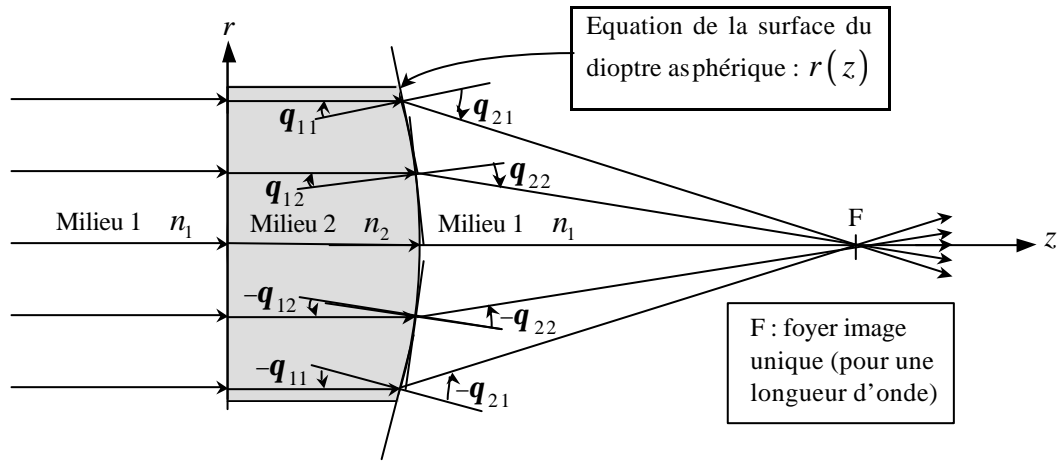 r
Equation de la surface du
dioptre asphérique : r(z)
q₁₁
q₂₁
q₁₂
q₂₂
Milieu 1 n₁
Milieu 2 n₂
Milieu 1 n₁
F
z
–q₁₂
–q₂₂
–q₁₁
–q₂₁
F : foyer image
unique (pour une
longueur d’onde)